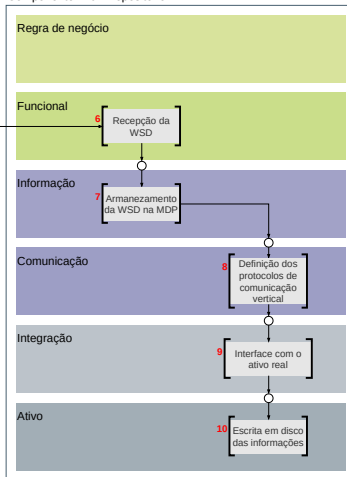 Regra de negócio
Funcional
6
Recepção da
WSD
Informação
7
Armanezamento
da WSD na MDP
Comunicação
8
Definição dos
protocolos de
comunicação
vertical
Integração
9
Interface com o
ativo real
Ativo
10
Escrita em disco
das informações